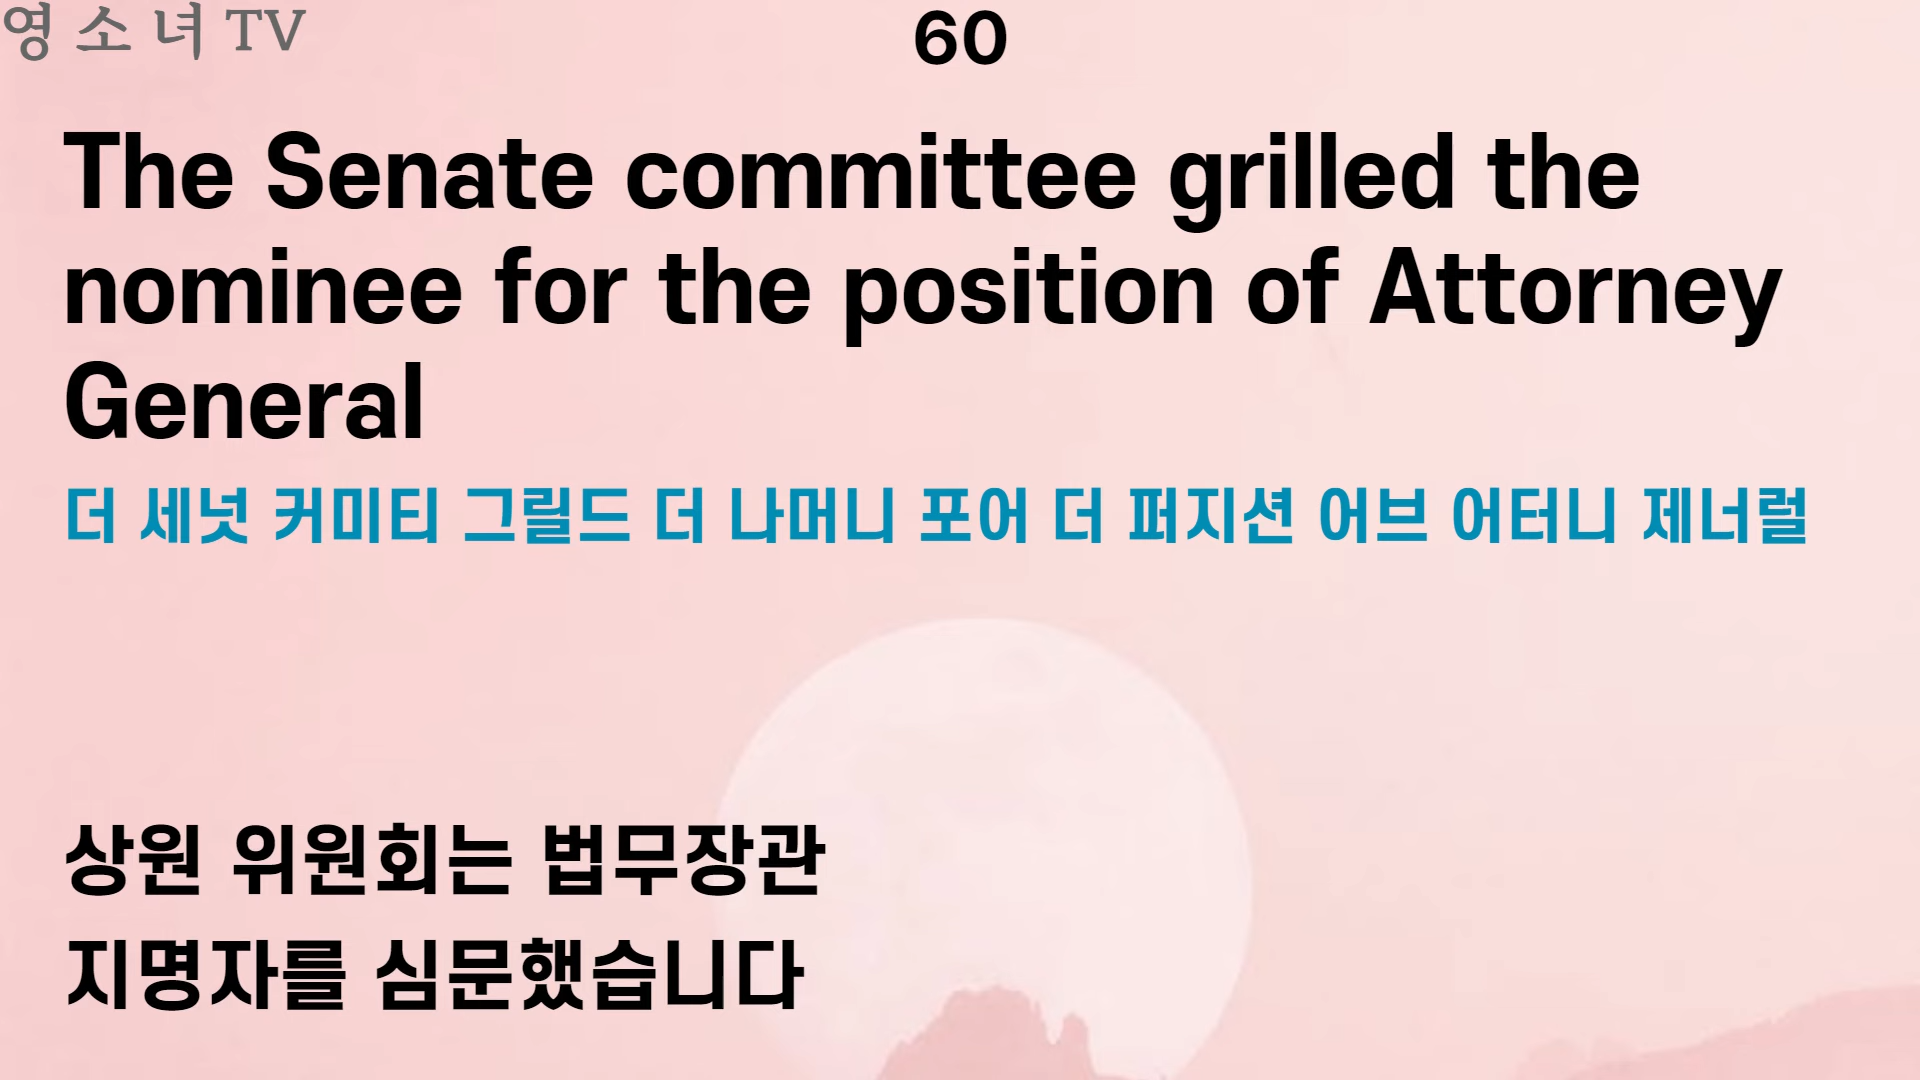 영소녀TV
60
The Senate committee grilled the
nominee for the position of Attorney
General
더 세넛 커미티 그릴드 더 나머니 포어 더 퍼지션 어브 어터니 제너럴
상원 위원회는 법무장관
지명자를 심문했습니다